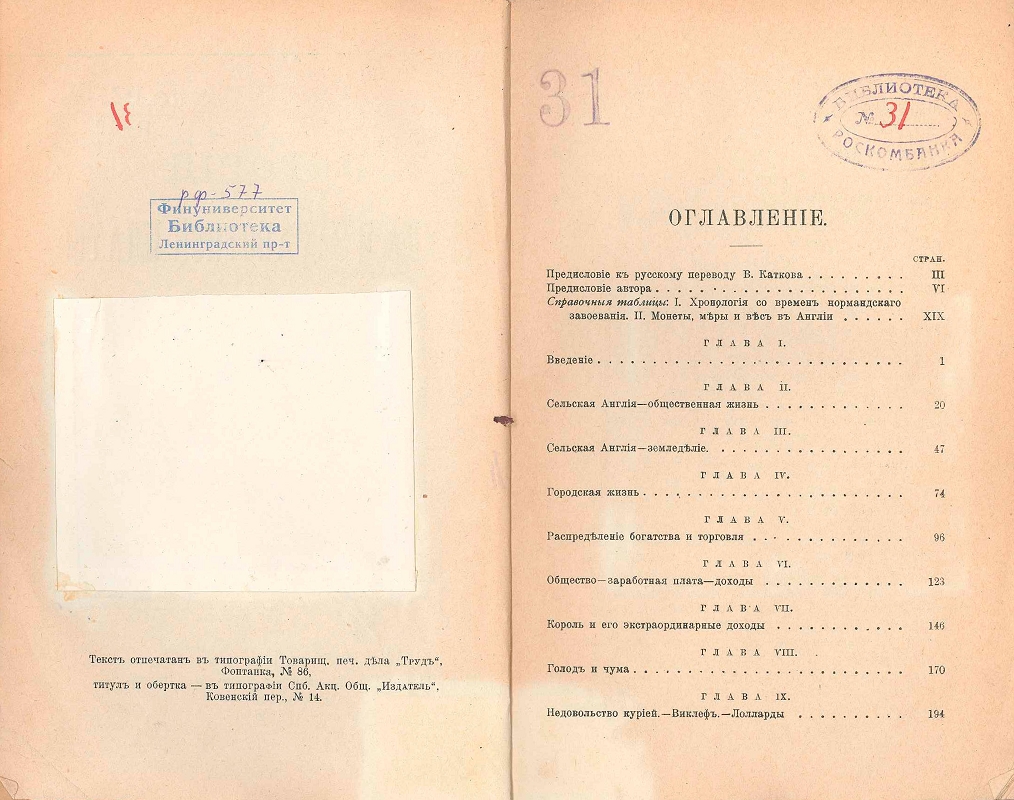 31
рф-577
Финуниверситет
Библиотека
Ленинградский пр-т
Текстъ отпечатанъ въ типографіи Товарищ. печ. дѣла „Трудъ“,
Фонтанка, № 86,
титулъ и обертка — въ типографіи Спб. Акц. Общ. „Издатель“,
Ковенскій пер., № 14.
31
БИБЛИОТЕКА
№ 31
РОСКОМБАНКА
ОГЛАВЛЕНІЕ.
СТРАН.
Предисловіе къ русскому переводу В. Каткова . . . . . . . . . III
Предисловіе автора . . . . . . . . . . . . . . . . . . . . . . VI
Справочныя таблицы: I. Хронологія со временъ нормандскаго
завоеванія. II. Монеты, мѣры и вѣсъ въ Англіи . . . . . . XIX
ГЛАВА I.
Введеніе . . . . . . . . . . . . . . . . . . . . . . . . . . . 1
ГЛАВА II.
Сельская Англія—общественная жизнь . . . . . . . . . . . . . 20
ГЛАВА III.
Сельская Англія—земледѣліе. . . . . . . . . . . . . . . . . . 47
ГЛАВА IV.
Городская жизнь . . . . . . . . . . . . . . . . . . . . . . . 74
ГЛАВА V.
Распредѣленіе богатства и торговля . . . . . . . . . . . . . 96
ГЛАВА VI.
Общество—заработная плата—доходы . . . . . . . . . . . . . 123
ГЛАВА VII.
Король и его экстраординарные доходы . . . . . . . . . . . . 146
ГЛАВА VIII.
Голодъ и чума . . . . . . . . . . . . . . . . . . . . . . . . 170
ГЛАВА IX.
Недовольство куріей.—Виклефъ.—Лолларды . . . . . . . . . . 194